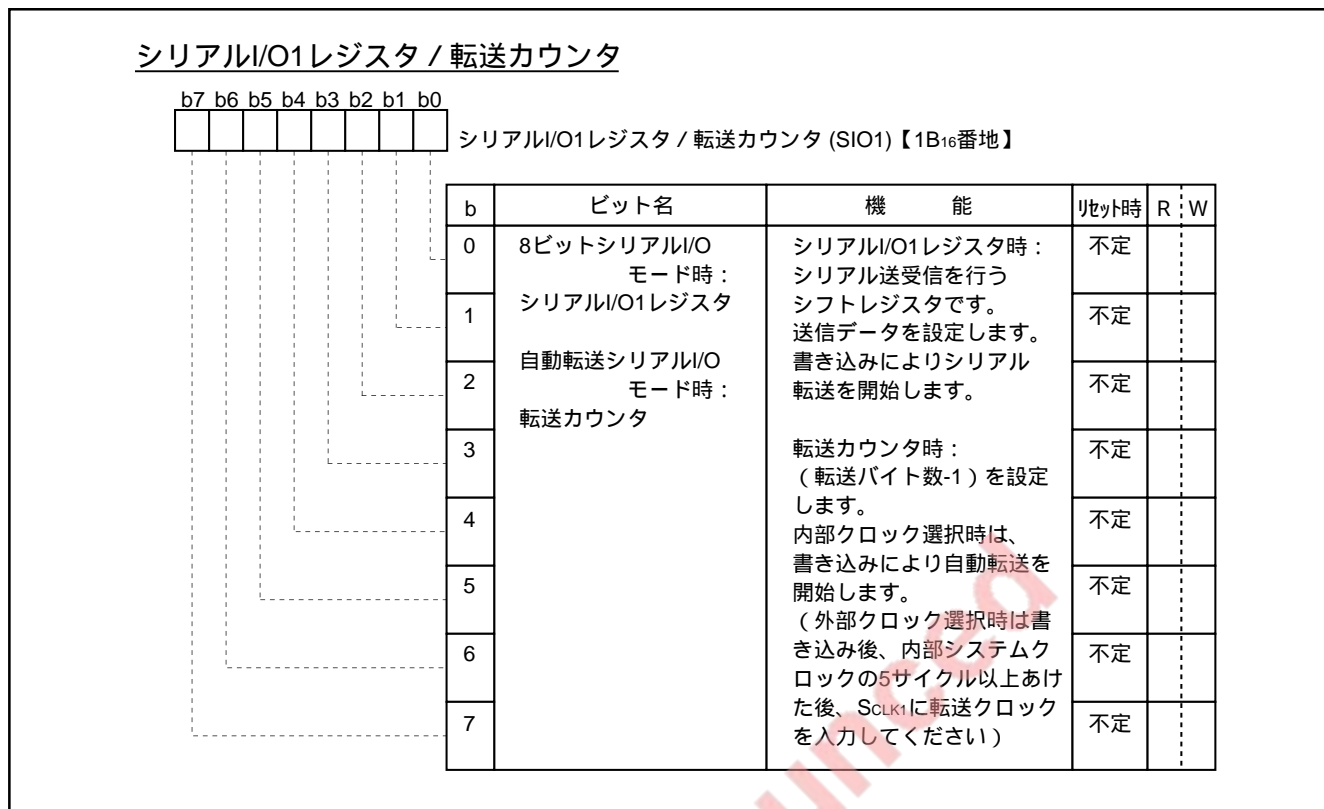 シリアルI/O1レジスタ / 転送カウンタ
b7 b6 b5 b4 b3 b2 b1 b0
シリアルI/O1レジスタ / 転送カウンタ (SIO1)【1B16番地】
b ビット名 機 能 リセット時 R W
0 不定
1 不定
2 不定
3 不定
4 不定
5 不定
6 不定
7 不定
8ビットシリアルI/O
モード時：
シリアルI/O1レジスタ
自動転送シリアルI/O
モード時：
転送カウンタ
シリアルI/O1レジスタ時：
シリアル送受信を行う
シフトレジスタです。
送信データを設定します。
書き込みによりシリアル
転送を開始します。
転送カウンタ時：
（転送バイト数-1）を設定
します。
内部クロック選択時は、
書き込みにより自動転送を
開始します。
（外部クロック選択時は書
き込み後、内部システムク
ロックの5サイクル以上あけ
た後、SCLK1に転送クロック
を入力してください）
unced